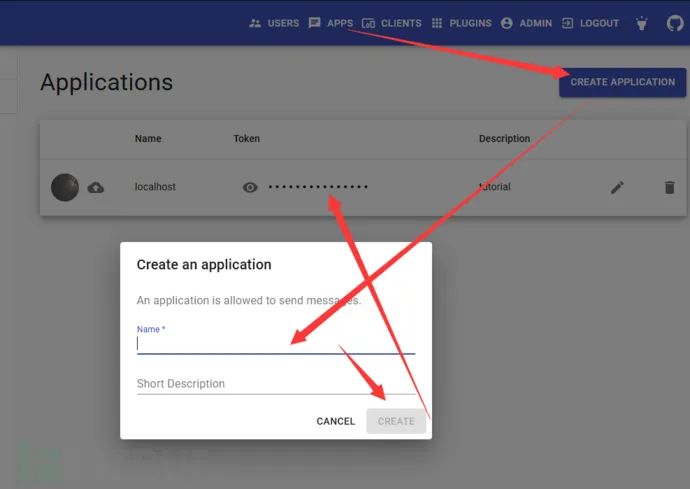 USERS APPS CLIENTS PLUGINS ADMIN LOGOUT
Applications
CREATE APPLICATION
Name Token Description
localhost ••••••••••••••• tutorial
Create an application
An application is allowed to send messages.
Name *
Short Description
CANCEL CREATE